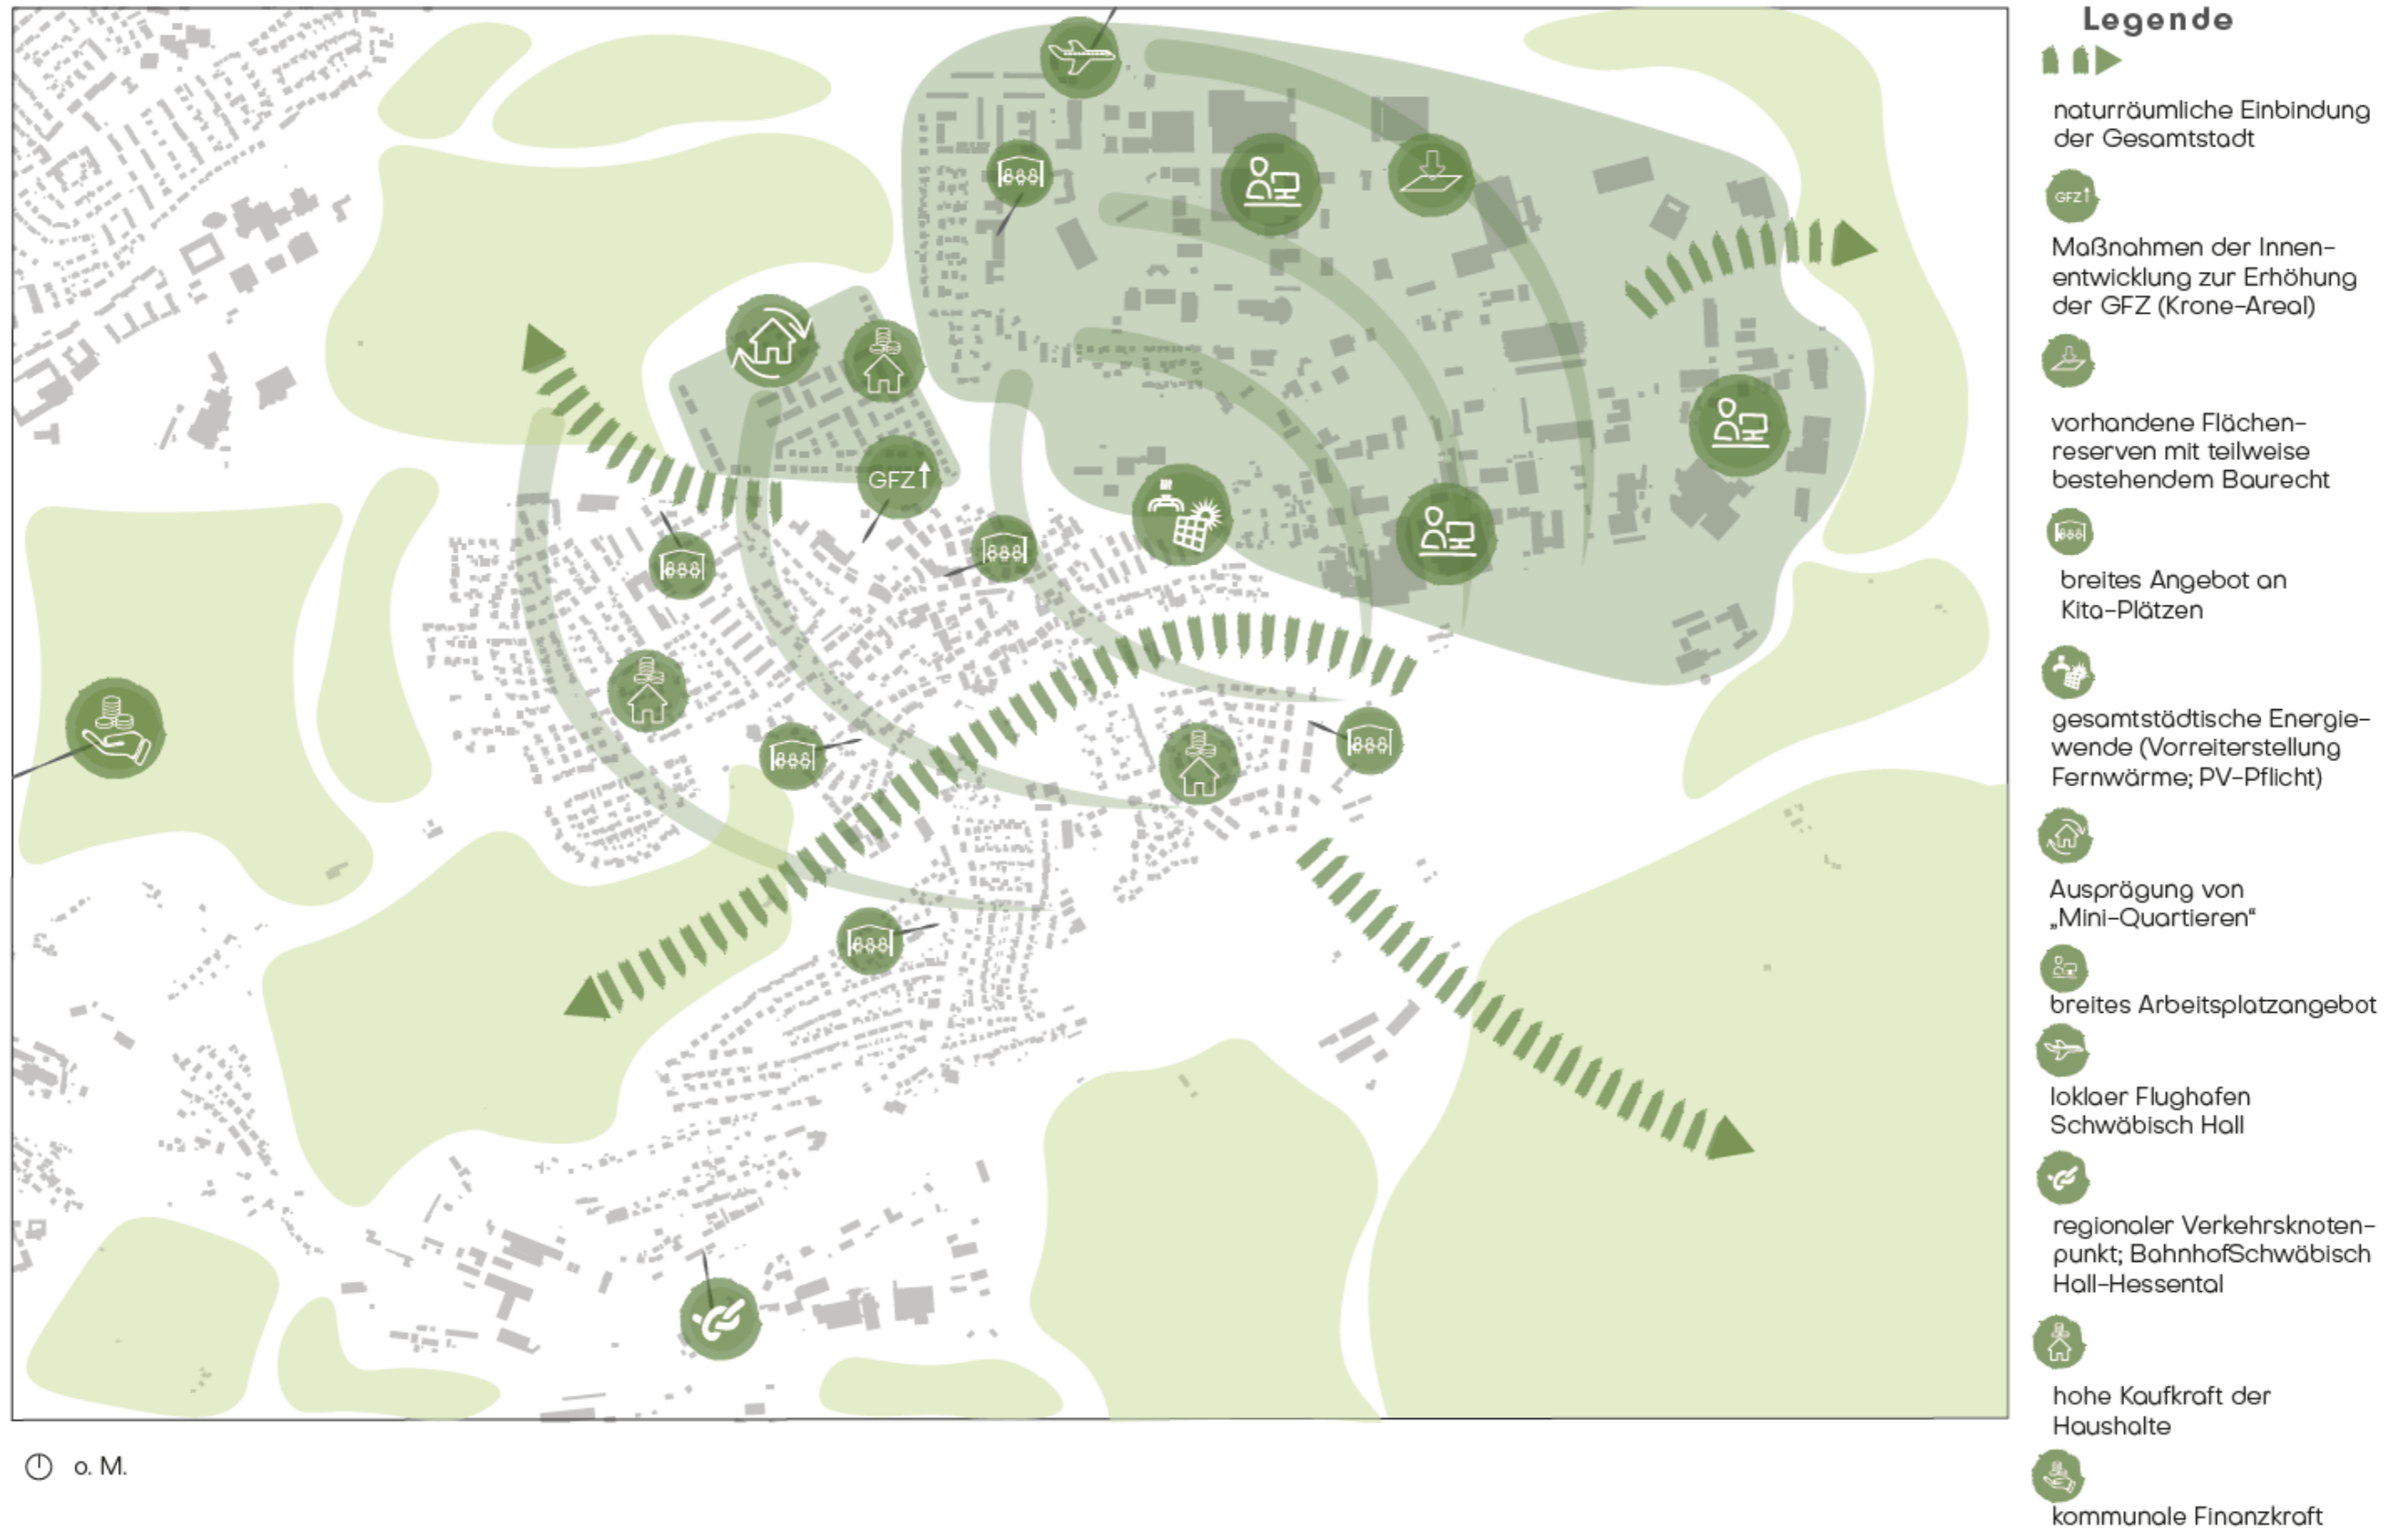 Legende
naturräumliche Einbindung
der Gesamtstadt
GFZ
Maßnahmen der Innen-
entwicklung zur Erhöhung
der GFZ (Krone-Areal)
vorhandene Flächen-
reserven mit teilweise
bestehendem Baurecht
breites Angebot an
Kita-Plätzen
gesamtstädtische Energie-
wende (Vorreiterstellung
Fernwärme; PV-Pflicht)
Ausprägung von
„Mini-Quartieren“
breites Arbeitsplatzangebot
loklaer Flughafen
Schwäbisch Hall
regionaler Verkehrsknoten-
punkt; BahnhofSchwäbisch
Hall-Hessental
hohe Kaufkraft der
Haushalte
kommunale Finanzkraft
GFZ
o. M.